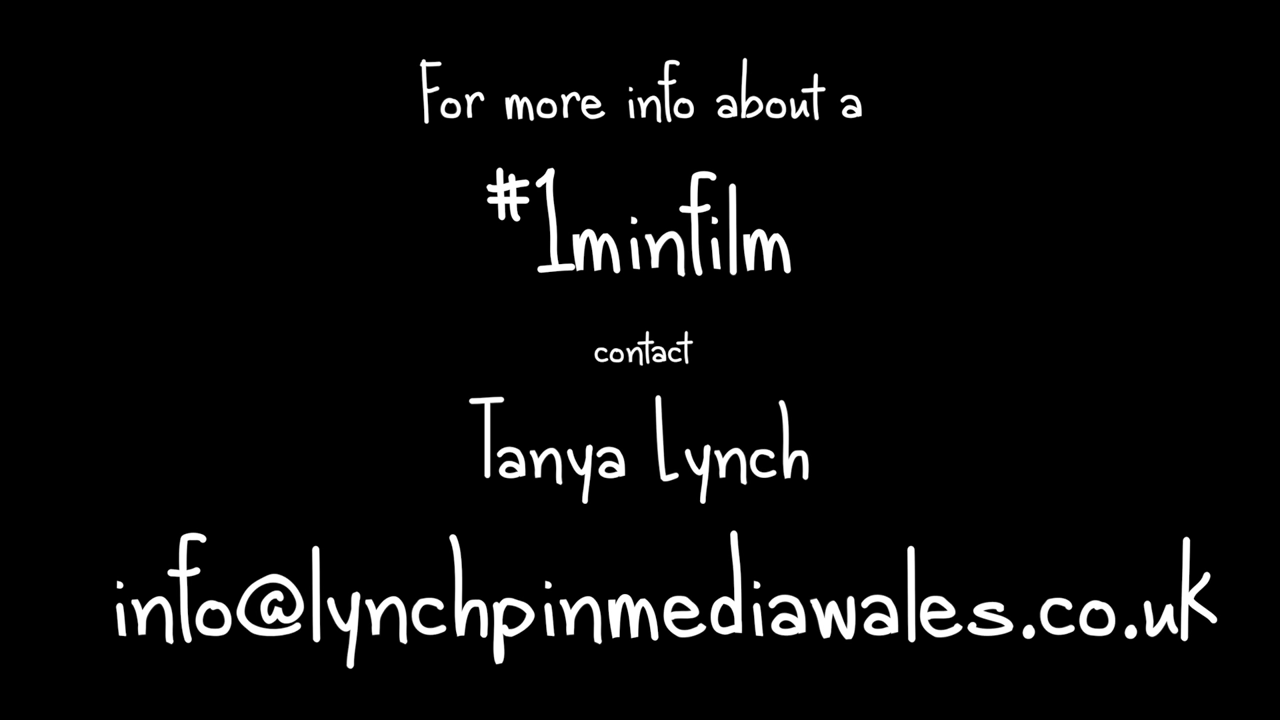 For more info about a
#1minfilm
contact
Tanya Lynch
info@lynchpinmediawales.co.uk